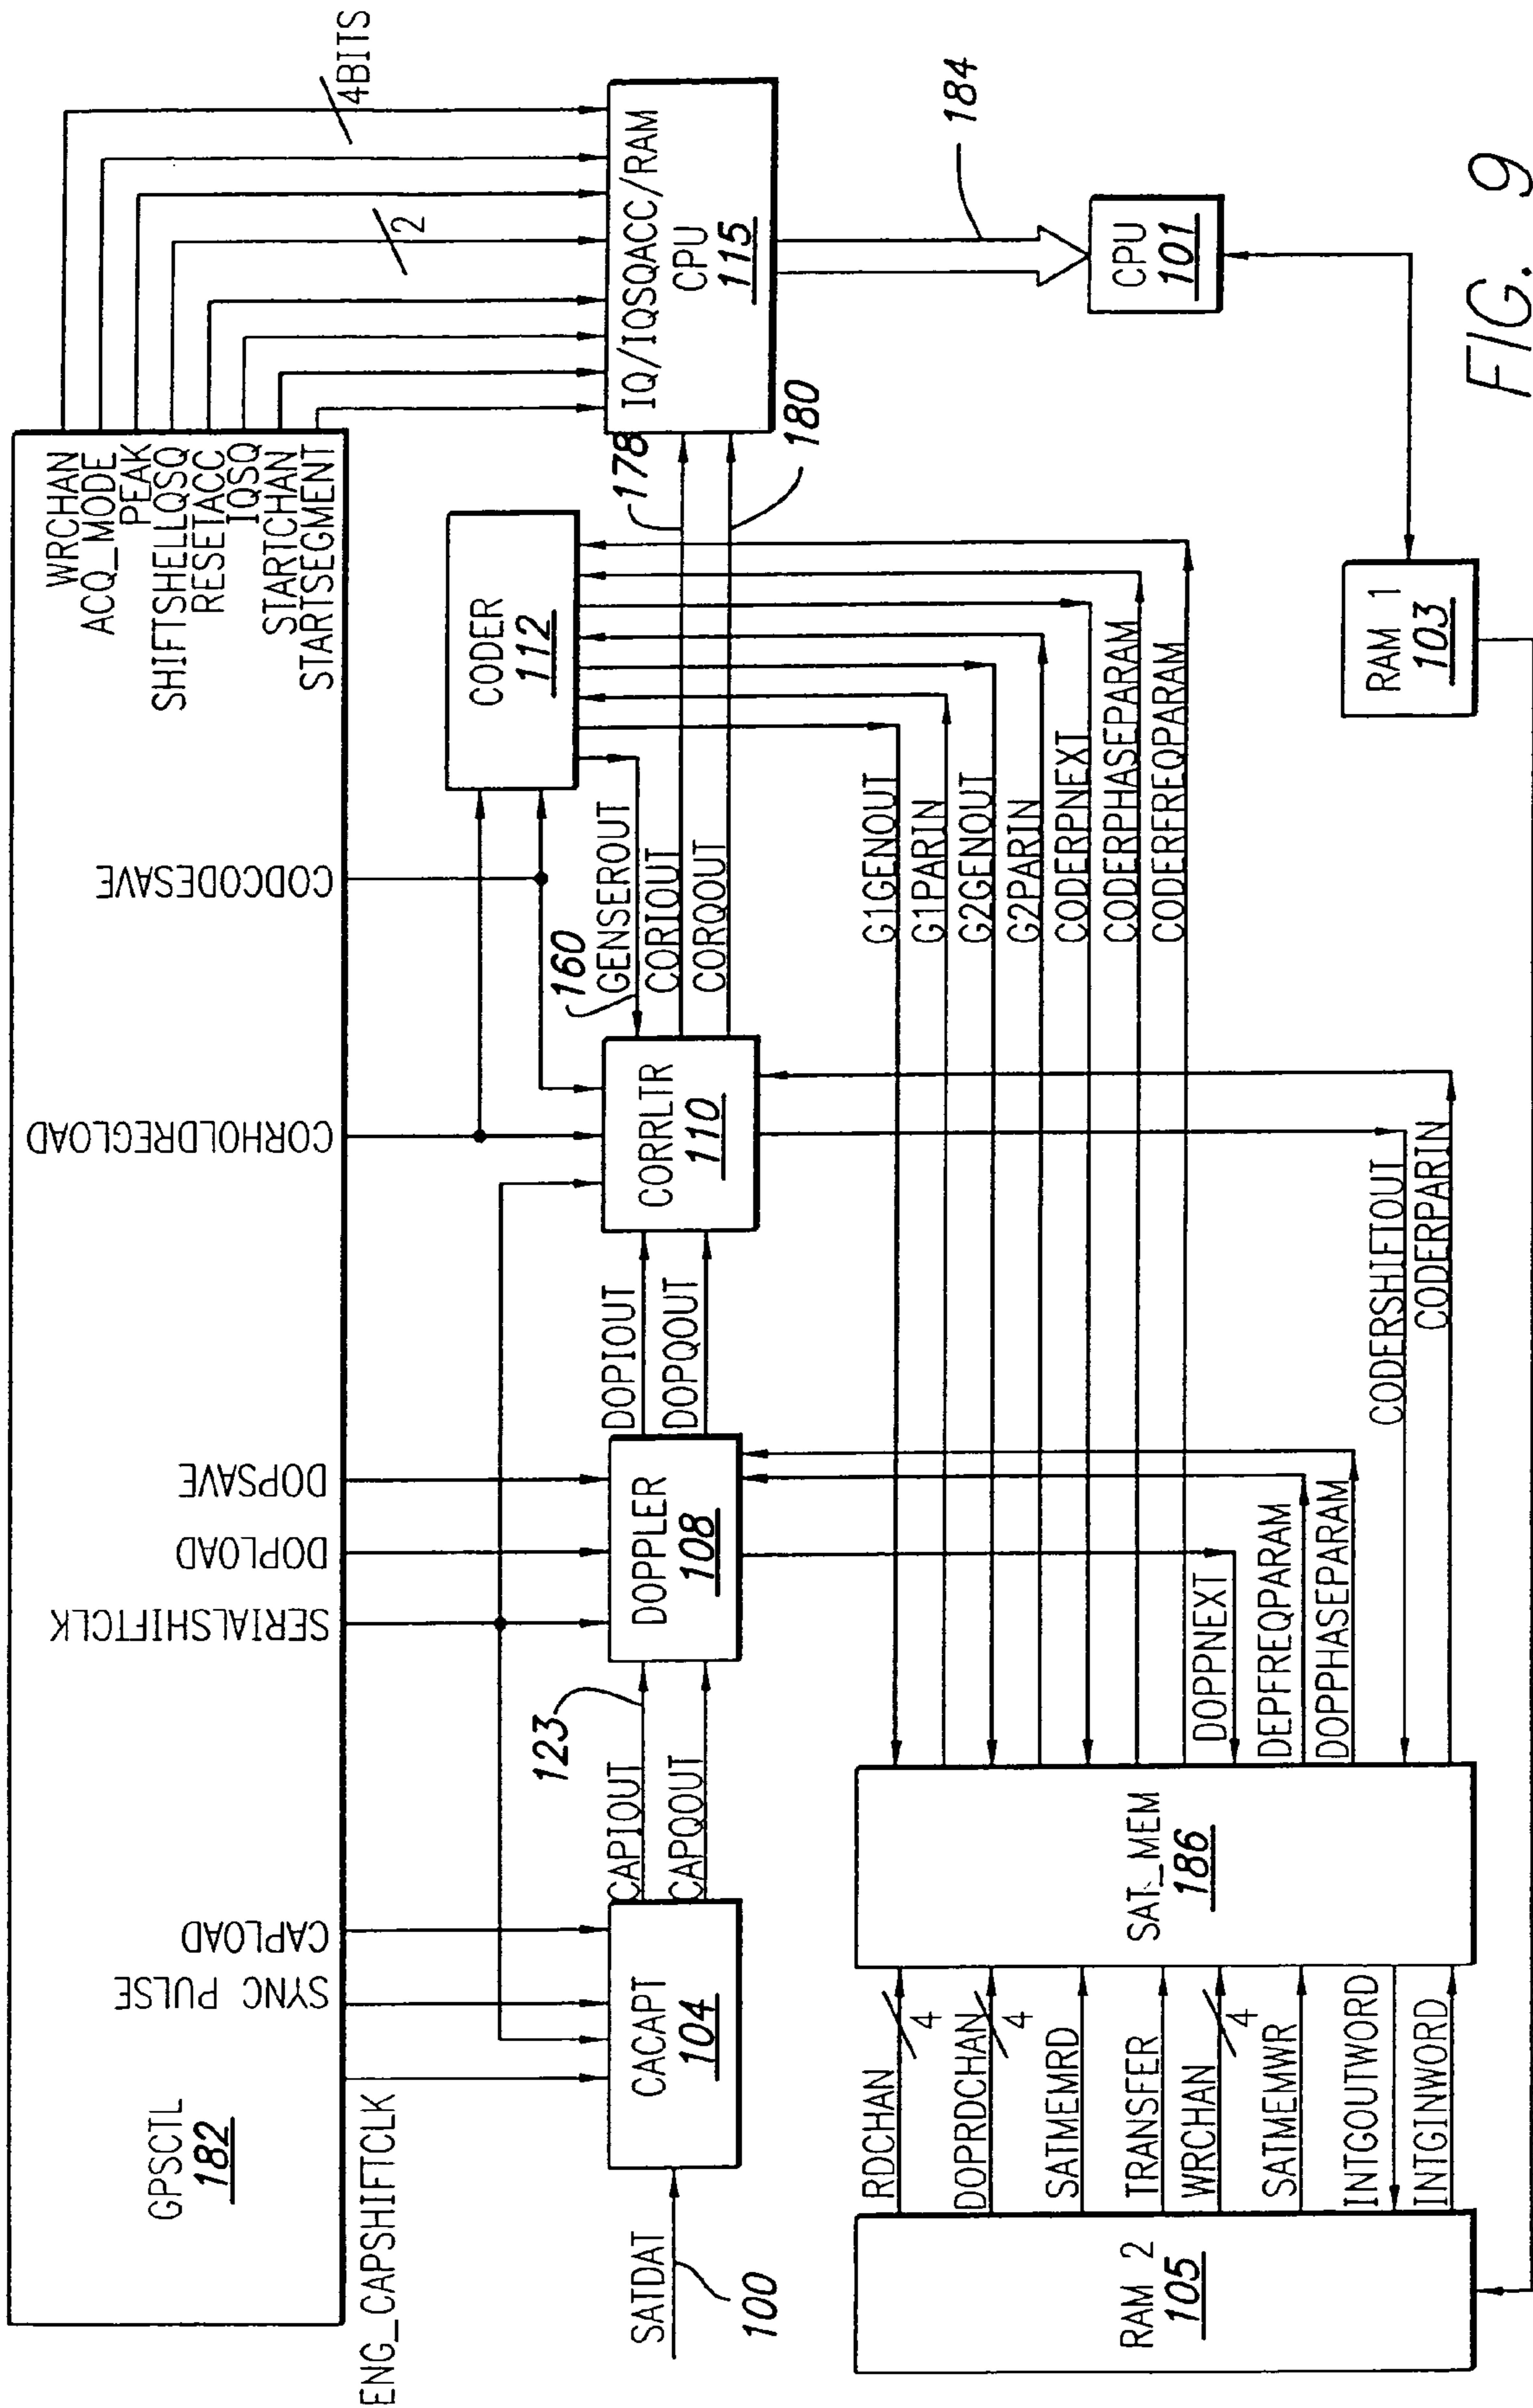 GPSCTL
182
ENG_CAPSHIFTCLK
SYNC PULSE
CAPLOAD
SERIALSHIFTCLK
DOPLOAD
DOPSAVE
CORHOLDREGLOAD
CODCODESAVE
WRCHAN
ACQ_MODE
PEAK
SHIFTSHELLQSQ
RESETACC
IQSQ
STARTCHAN
STARTSEGMENT
4BITS
2
SATDAT
100
CACAPT
104
CAPIOUT
CAPQOUT
123
DOPPLER
108
DOPIOUT
DOPQOUT
CORRLTR
110
160
GENSEROUT
CORIOUT
CORQOUT
CODER
112
178
180
IQ/IQSQACC/RAM
CPU
115
184
CPU
101
RAM 1
103
G1GENOUT
G1PARIN
G2GENOUT
G2PARIN
CODERPNEXT
CODERPHASEPARAM
CODERFREQPARAM
DOPPNEXT
DEPFREQPARAM
DOPPHASEPARAM
CODERSHIFTOUT
CODERPARIN
SAT_MEM
186
RDCHAN
4
DOPRDCHAN
4
SATMEMRD
TRANSFER
WRCHAN
4
SATMEMWR
INTGOUTWORD
INTGINWORD
RAM 2
105
FIG. 9